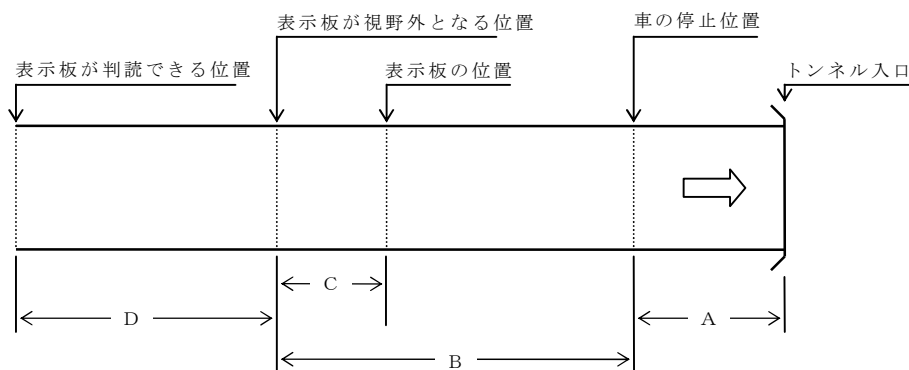 表示板が視野外となる位置
車の停止位置
表示板が判読できる位置
表示板の位置
トンネル入口
C
D
A
B